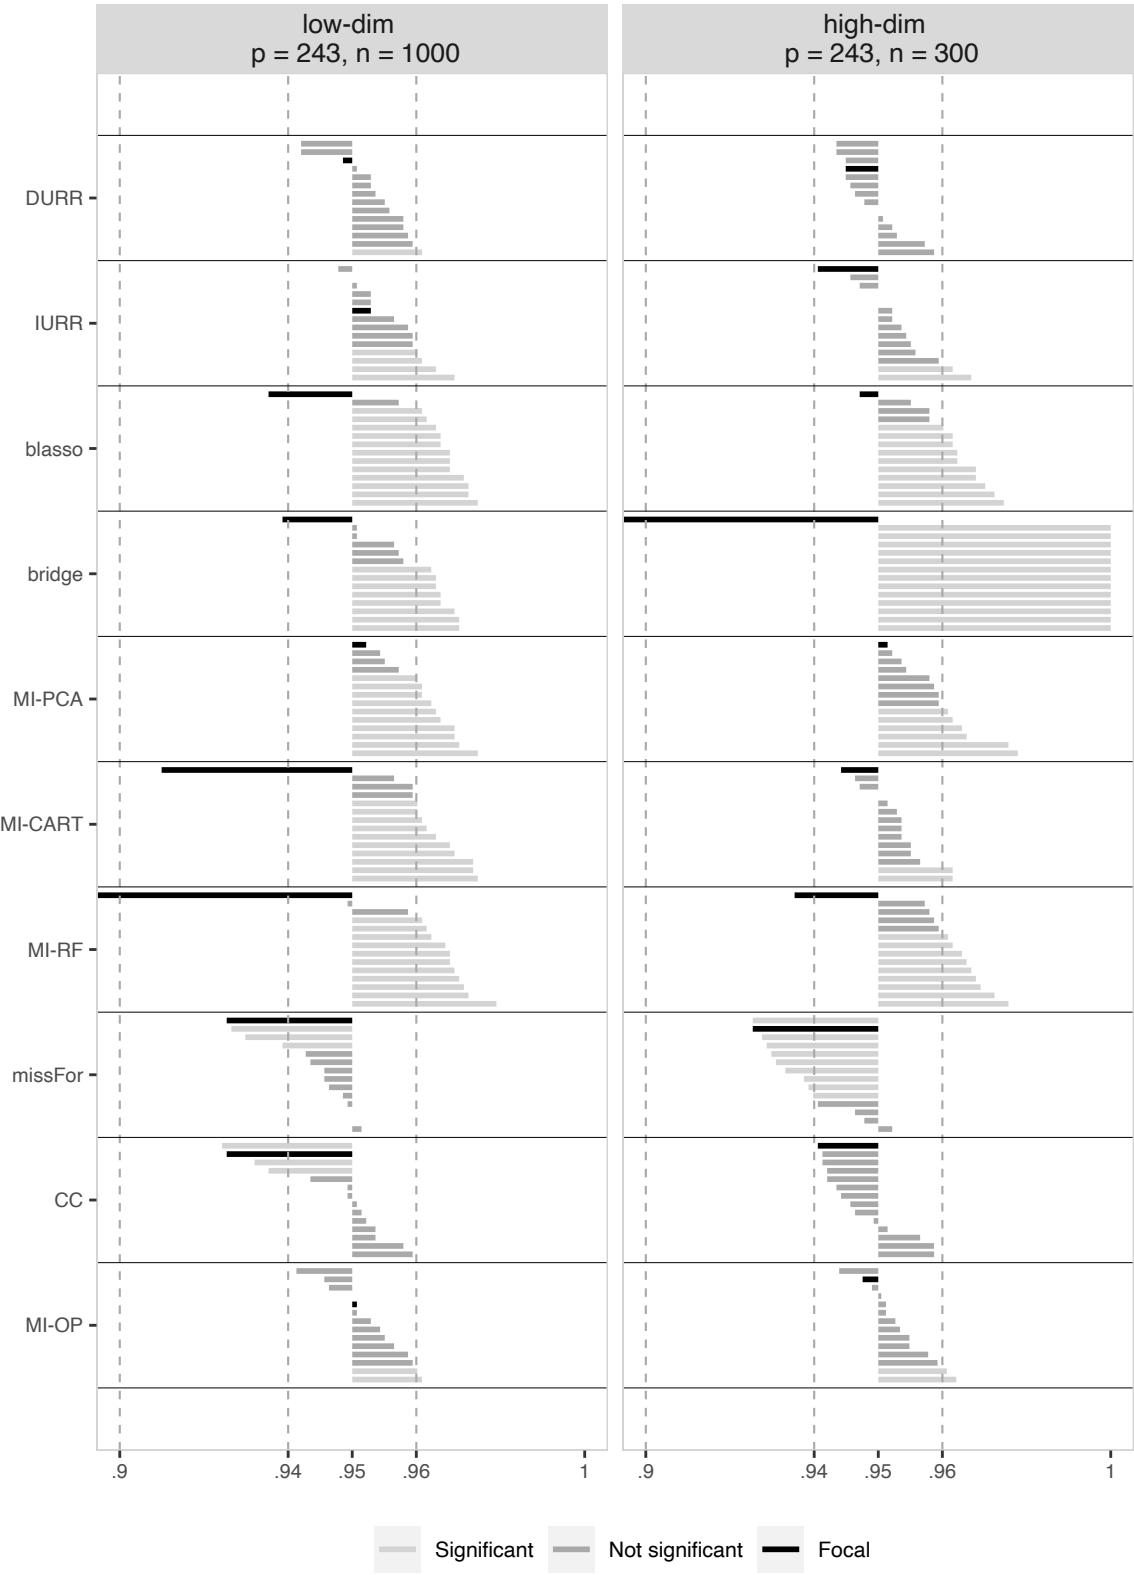 low-dim
p = 243, n = 1000
high-dim
p = 243, n = 300
DURR
IURR
blasso
bridge
MI-PCA
MI-CART
MI-RF
missFor
CC
MI-OP
.9 .94 .95 .96 1
.9 .94 .95 .96 1
Significant Not significant Focal